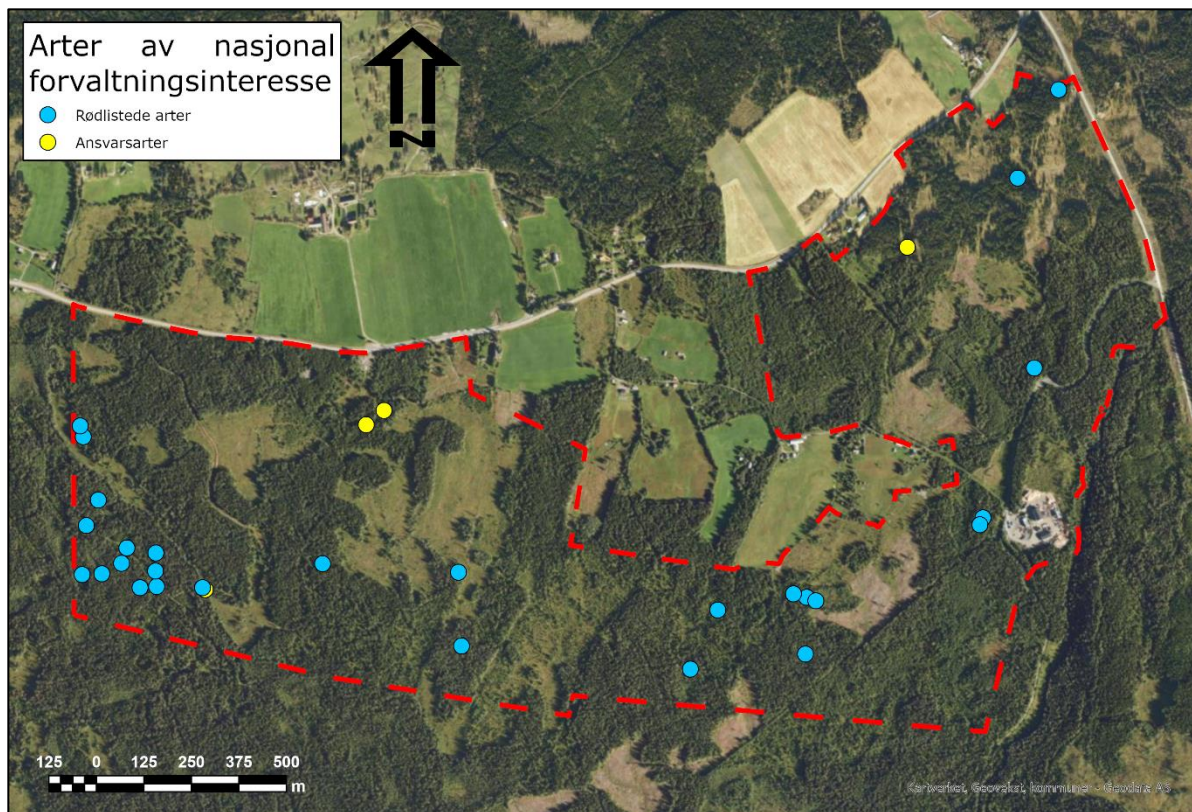 Arter av nasjonal
forvaltningsinteresse
Rødlistede arter
Ansvarsarter
N
125 0 125 250 375 500
m
Kartverket, Geovekst, kommuner - Geodata AS